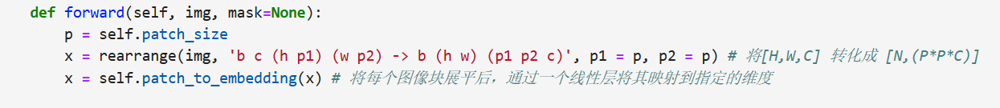 def forward(self, img, mask=None):
p = self.patch_size
x = rearrange(img, 'b c (h p1) (w p2) -> b (h w) (p1 p2 c)', p1 = p, p2 = p) # 将[H,W,C] 转化成 [N,(P*P*C)]
x = self.patch_to_embedding(x) # 将每个图像块展平后，通过一个线性层将其映射到指定的维度